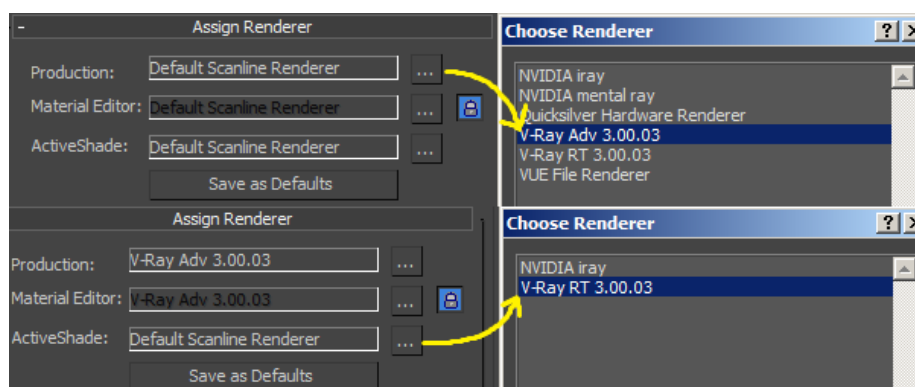 - Assign Renderer
Production: Default Scanline Renderer ...
Material Editor: Default Scanline Renderer ...
ActiveShade: Default Scanline Renderer ...
Save as Defaults
Choose Renderer ? X
NVIDIA iray
NVIDIA mental ray
Quicksilver Hardware Renderer
V-Ray Adv 3.00.03
V-Ray RT 3.00.03
VUE File Renderer
Assign Renderer
Production: V-Ray Adv 3.00.03 ...
Material Editor: V-Ray Adv 3.00.03 ...
ActiveShade: Default Scanline Renderer ...
Save as Defaults
Choose Renderer ? X
NVIDIA iray
V-Ray RT 3.00.03